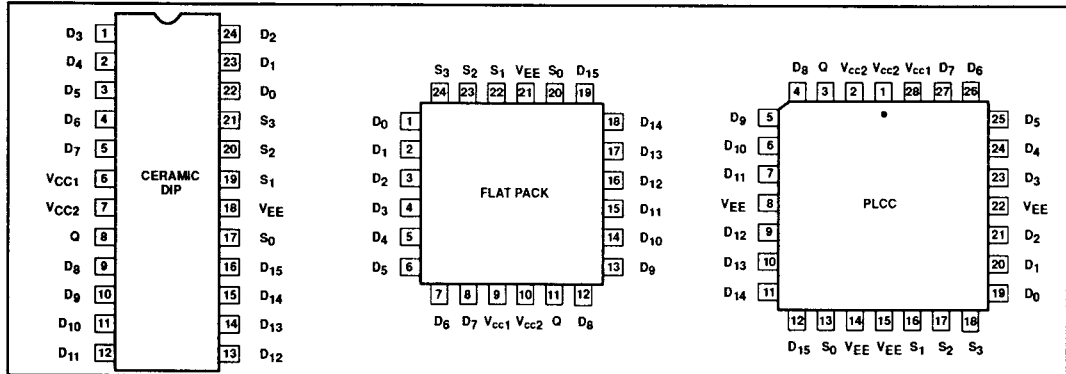 D3 1 24 D2
D4 2 23 D1
D5 3 22 D0
D6 4 21 S3
D7 5 20 S2
VCC1 6 19 S1
VCC2 7 18 VEE
Q 8 17 S0
D8 9 16 D15
D9 10 15 D14
D10 11 14 D13
D11 12 13 D12
CERAMIC
DIP
S3 S2 S1 VEE S0 D15
24 23 22 21 20 19
D0 1 18 D14
D1 2 17 D13
D2 3 16 D12
D3 4 15 D11
D4 5 14 D10
D5 6 13 D9
FLAT PACK
7 8 9 10 11 12
D6 D7 Vcc1 Vcc2 Q D8
D8 Q Vcc2 Vcc2 Vcc1 D7 D6
4 3 2 1 28 27 26
D9 5 25 D5
D10 6 24 D4
D11 7 23 D3
VEE 8 22 VEE
D12 9 21 D2
D13 10 20 D1
D14 11 19 D0
PLCC
12 13 14 15 16 17 18
D15 S0 VEE VEE S1 S2 S3